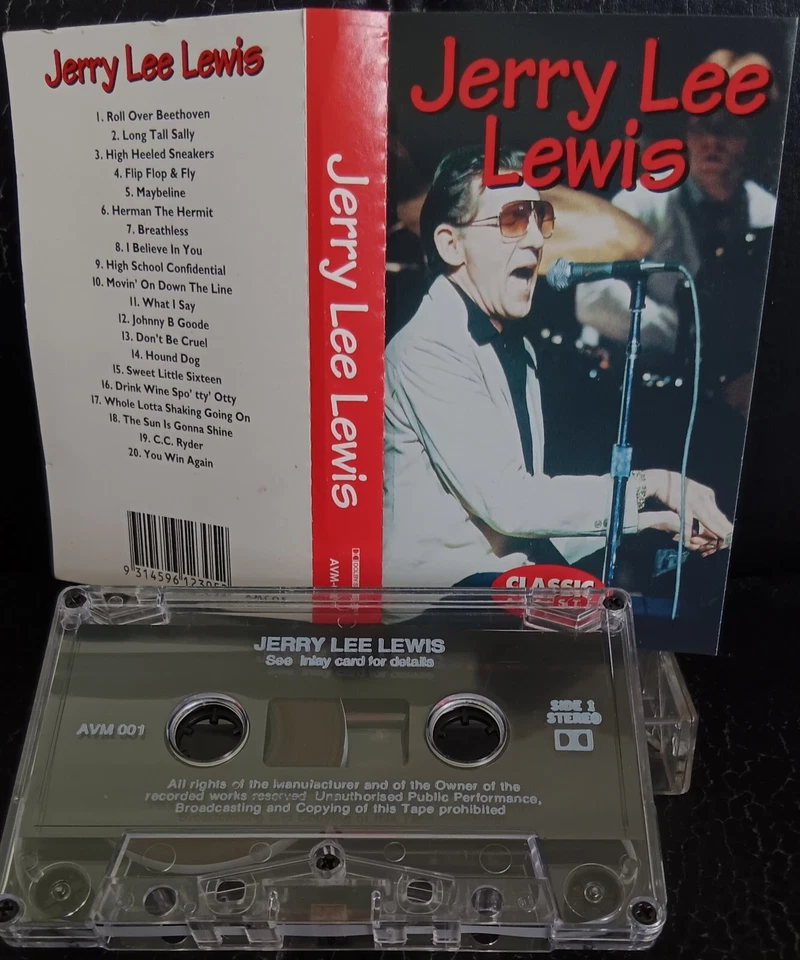 Jerry Lee Lewis
1. Roll Over Beethoven
2. Long Tall Sally
3. High Heeled Sneakers
4. Flip Flop & Fly
5. Maybeline
6. Herman The Hermit
7. Breathless
8. I Believe In You
9. High School Confidential
10. Movin' On Down The Line
11. What I Say
12. Johnny B Goode
13. Don't Be Cruel
14. Hound Dog
15. Sweet Little Sixteen
16. Drink Wine Spo' tty' Otty
17. Whole Lotta Shaking Going On
18. The Sun Is Gonna Shine
19. C.C. Ryder
20. You Win Again
9 314596
Jerry Lee Lewis
AVM-
Jerry Lee
Lewis
CLASSIC
JERRY LEE LEWIS
See Inlay card for details
AVM 001
SIDE 1
STEREO
All rights of the Manufacturer and of the Owner of the
recorded works reserved Unauthorised Public Performance,
Broadcasting and Copying of this Tape prohibited